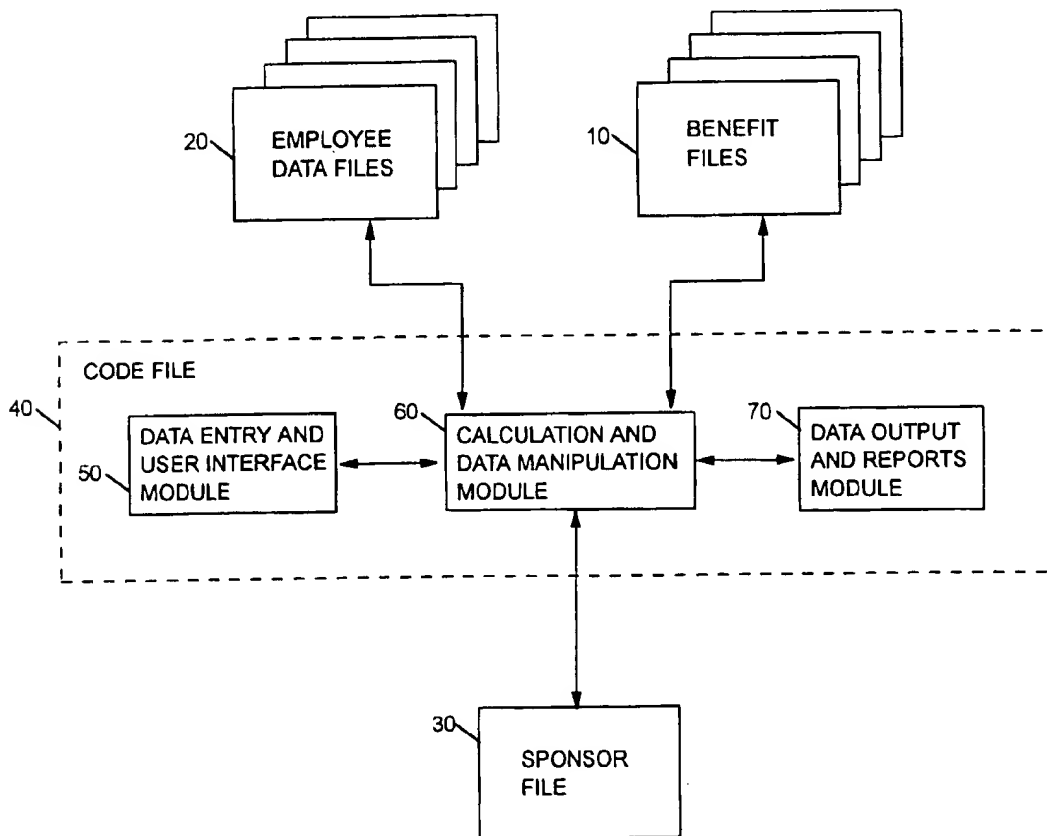 20
EMPLOYEE
DATA FILES
10
BENEFIT
FILES
CODE FILE
40
50
DATA ENTRY AND
USER INTERFACE
MODULE
60
CALCULATION AND
DATA MANIPULATION
MODULE
70
DATA OUTPUT
AND REPORTS
MODULE
30
SPONSOR
FILE